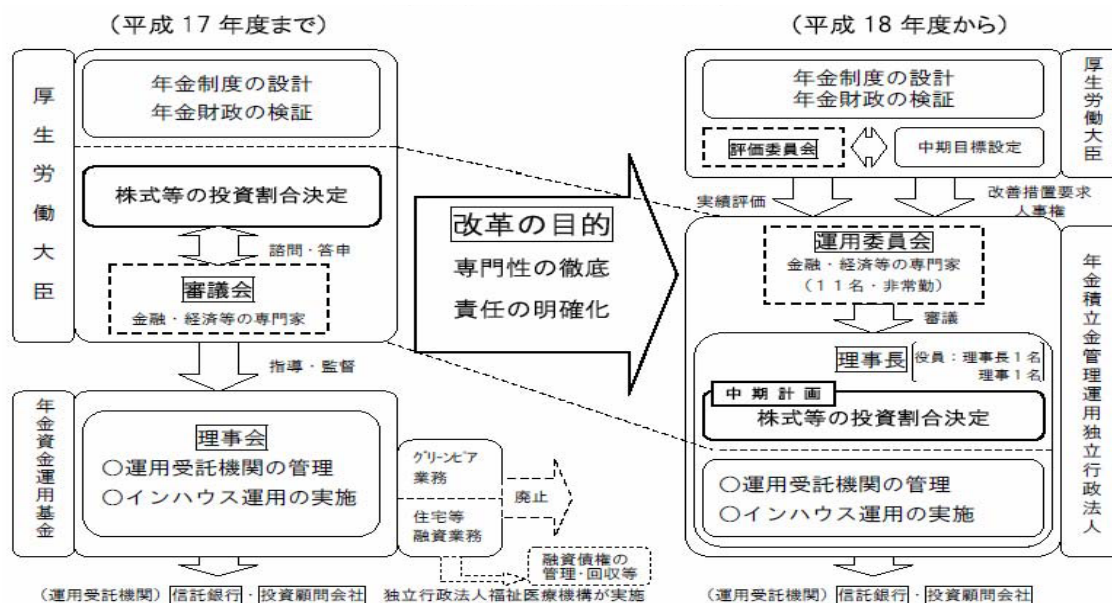 (平成 17 年度まで)
厚生労働大臣
年金制度の設計
年金財政の検証
株式等の投資割合決定
諮問・答申
審議会
金融・経済等の専門家
指導・監督
年金資金運用基金
理事会
○運用受託機関の管理
○インハウス運用の実施
グリーンピア
業務
住宅等
融資業務
廃止
融資債権の
管理・回収等
(運用受託機関) 信託銀行・投資顧問会社
独立行政法人福祉医療機構が実施
改革の目的
専門性の徹底
責任の明確化
(平成 18 年度から)
年金制度の設計
年金財政の検証
評価委員会
中期目標設定
厚生労働大臣
実績評価
改善措置要求
人事権
運用委員会
金融・経済等の専門家
(11名・非常勤)
審議
理事長
役員:理事長1名
理事1名
中期計画
株式等の投資割合決定
○運用受託機関の管理
○インハウス運用の実施
年金積立金管理運用独立行政法人
(運用受託機関) 信託銀行・投資顧問会社